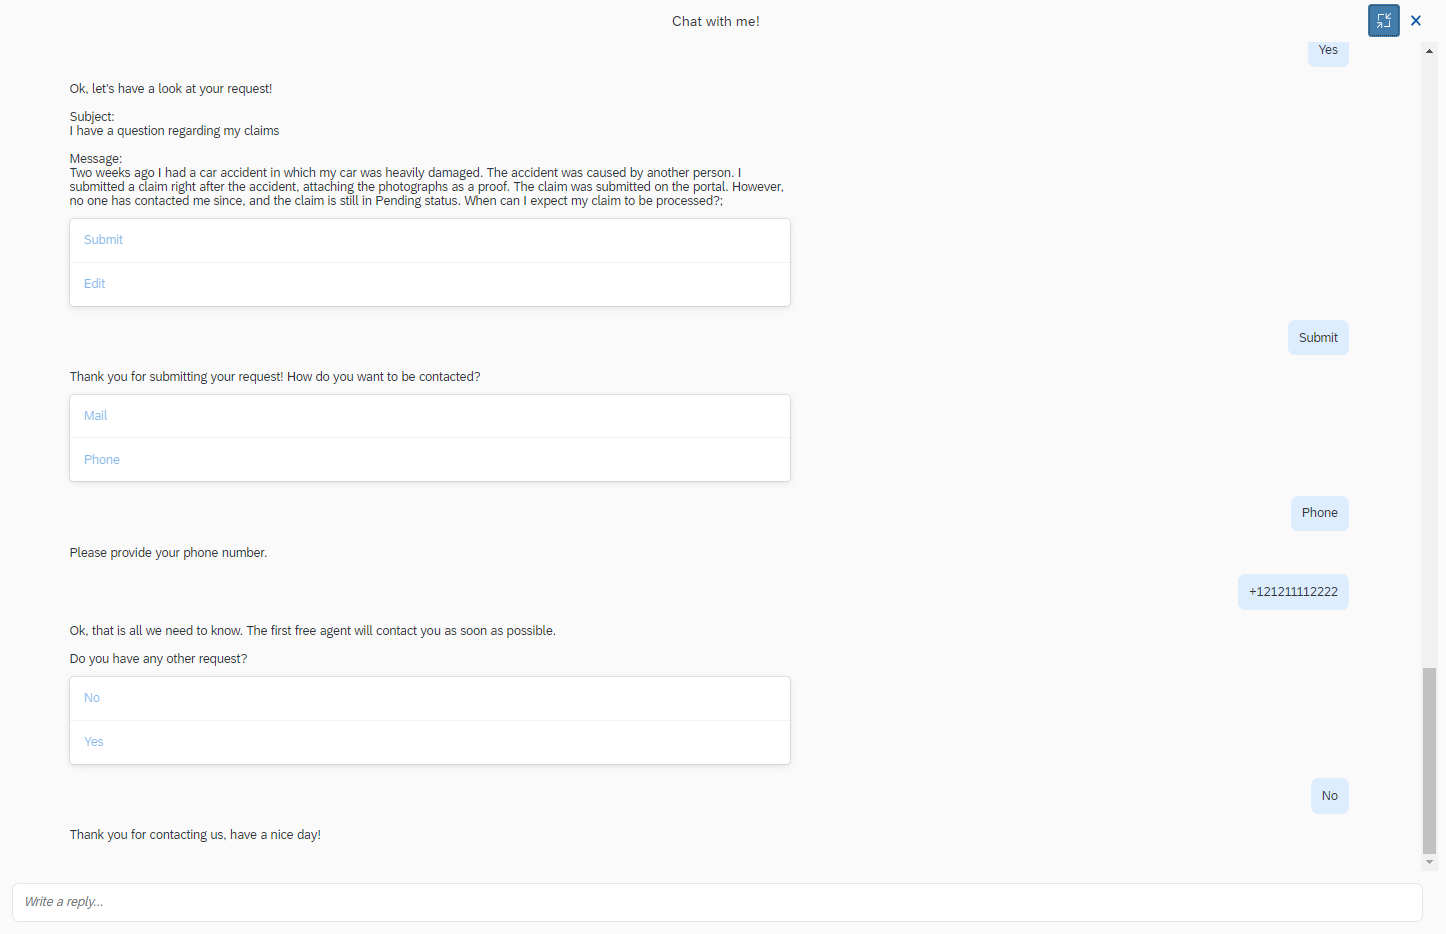 Chat with me!
Yes
Ok, let's have a look at your request!
Subject:
I have a question regarding my claims
Message:
Two weeks ago I had a car accident in which my car was heavily damaged. The accident was caused by another person. I
submitted a claim right after the accident, attaching the photographs as a proof. The claim was submitted on the portal. However,
no one has contacted me since, and the claim is still in Pending status. When can I expect my claim to be processed?;
Submit
Edit
Submit
Thank you for submitting your request! How do you want to be contacted?
Mail
Phone
Phone
Please provide your phone number.
+121211112222
Ok, that is all we need to know. The first free agent will contact you as soon as possible.
Do you have any other request?
No
Yes
No
Thank you for contacting us, have a nice day!
Write a reply...